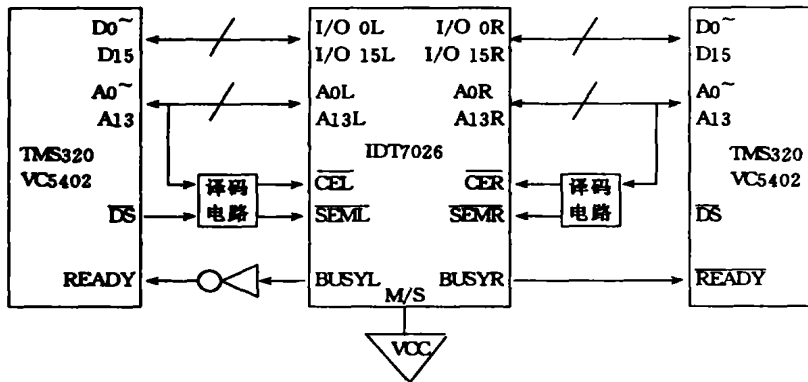 D0~
D15
A0~
A13
TMS320
VC5402
DS
READY
I/O 0L I/O 0R
I/O 15L I/O 15R
A0L A0R
A13L A13R
IDT7026
CEL CER
SEML SEMR
BUSYL BUSYR
M/S
VCC
译码
电路
译码
电路
D0~
D15
A0~
A13
TMS320
VC5402
DS
READY